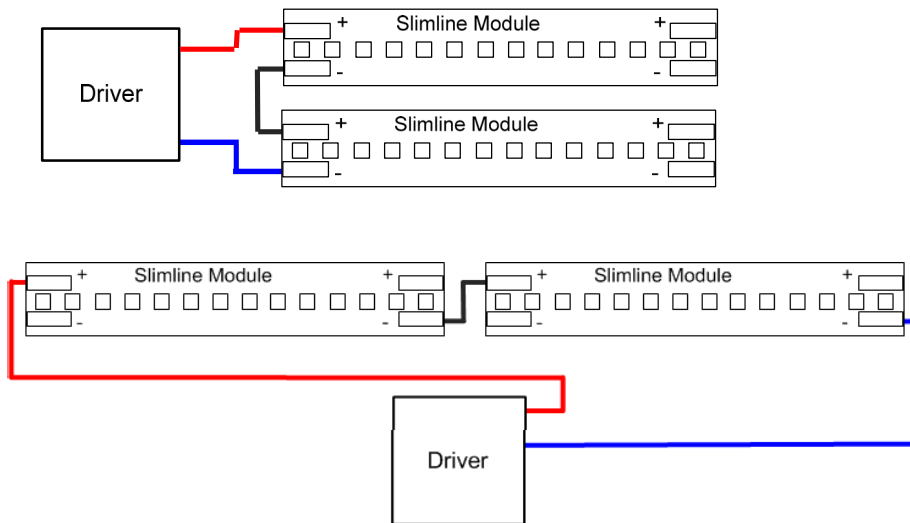 + Slimline Module
- -
Driver
+ Slimline Module +
- -
+ Slimline Module + + Slimline Module +
- - - -
Driver